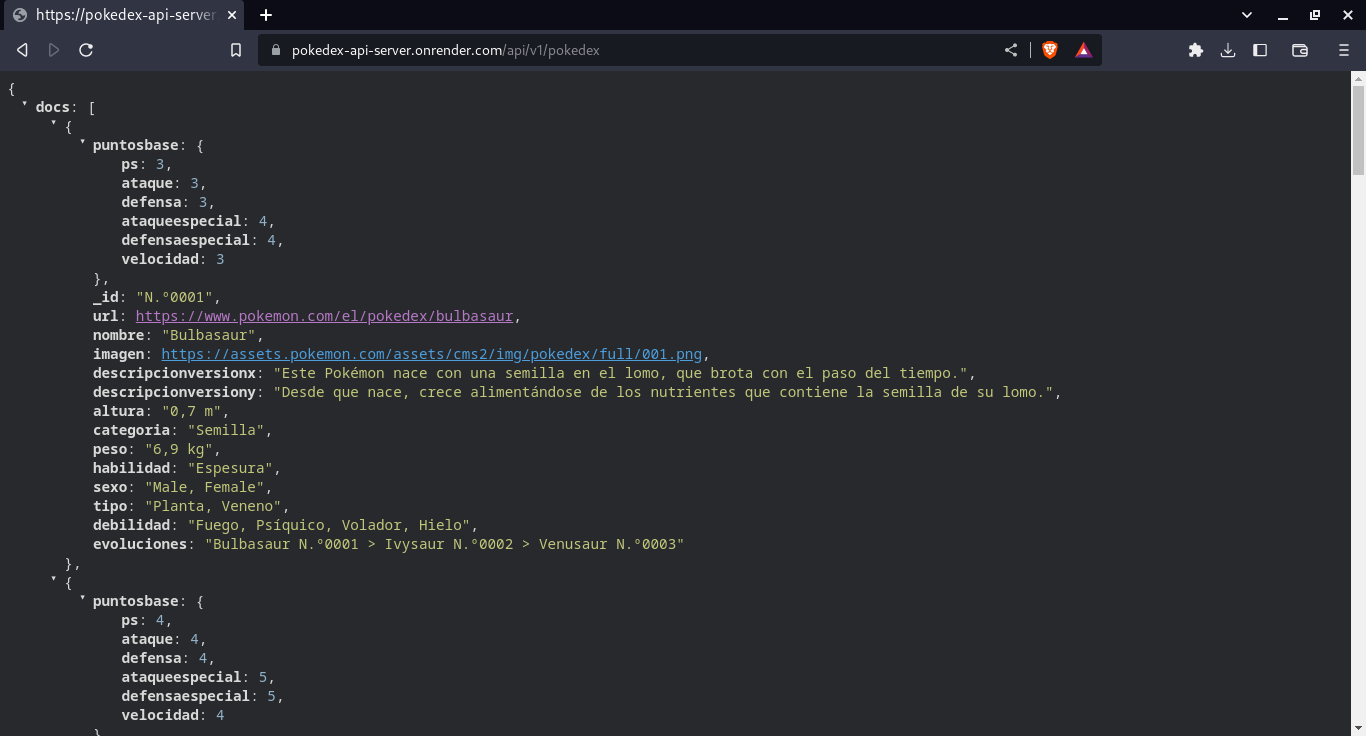 https://pokedex-api-server
pokedex-api-server.onrender.com/api/v1/pokedex
{
docs: [
{
puntosbase: {
ps: 3,
ataque: 3,
defensa: 3,
ataqueespecial: 4,
defensaespecial: 4,
velocidad: 3
},
_id: "N.º0001",
url: https://www.pokemon.com/el/pokedex/bulbasaur,
nombre: "Bulbasaur",
imagen: https://assets.pokemon.com/assets/cms2/img/pokedex/full/001.png,
descripcionversionx: "Este Pokémon nace con una semilla en el lomo, que brota con el paso del tiempo.",
descripcionversiony: "Desde que nace, crece alimentándose de los nutrientes que contiene la semilla de su lomo.",
altura: "0,7 m",
categoria: "Semilla",
peso: "6,9 kg",
habilidad: "Espesura",
sexo: "Male, Female",
tipo: "Planta, Veneno",
debilidad: "Fuego, Psíquico, Volador, Hielo",
evoluciones: "Bulbasaur N.º0001 > Ivysaur N.º0002 > Venusaur N.º0003"
},
{
puntosbase: {
ps: 4,
ataque: 4,
defensa: 4,
ataqueespecial: 5,
defensaespecial: 5,
velocidad: 4
}